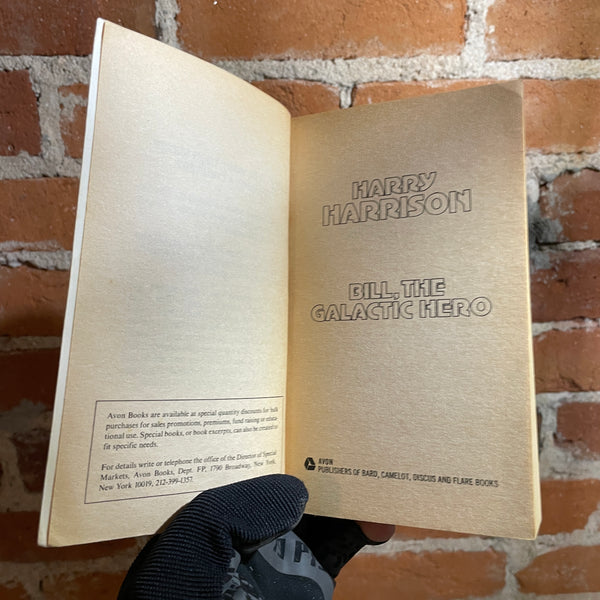 Avon Books are available at special quantity discounts for bulk
purchases for sales promotions, premiums, fund raising or educa-
tional use. Special books, or book excerpts, can also be created to
fit specific needs.
For details write or telephone the office of the Director of Special
Markets, Avon Books, Dept. FP, 1790 Broadway, New York,
New York 10019, 212-399-1357.
HARRY
HARRISON
BILL, THE
GALACTIC HERO
AVON
PUBLISHERS OF BARD, CAMELOT, DISCUS AND FLARE BOOKS